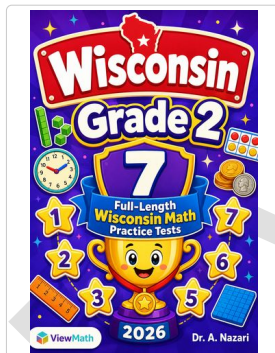 Wisconsin
Grade 2
7
Full-Length
Wisconsin Math
Practice Tests
1
7
2
6
3
5
2026
ViewMath
Dr. A. Nazari